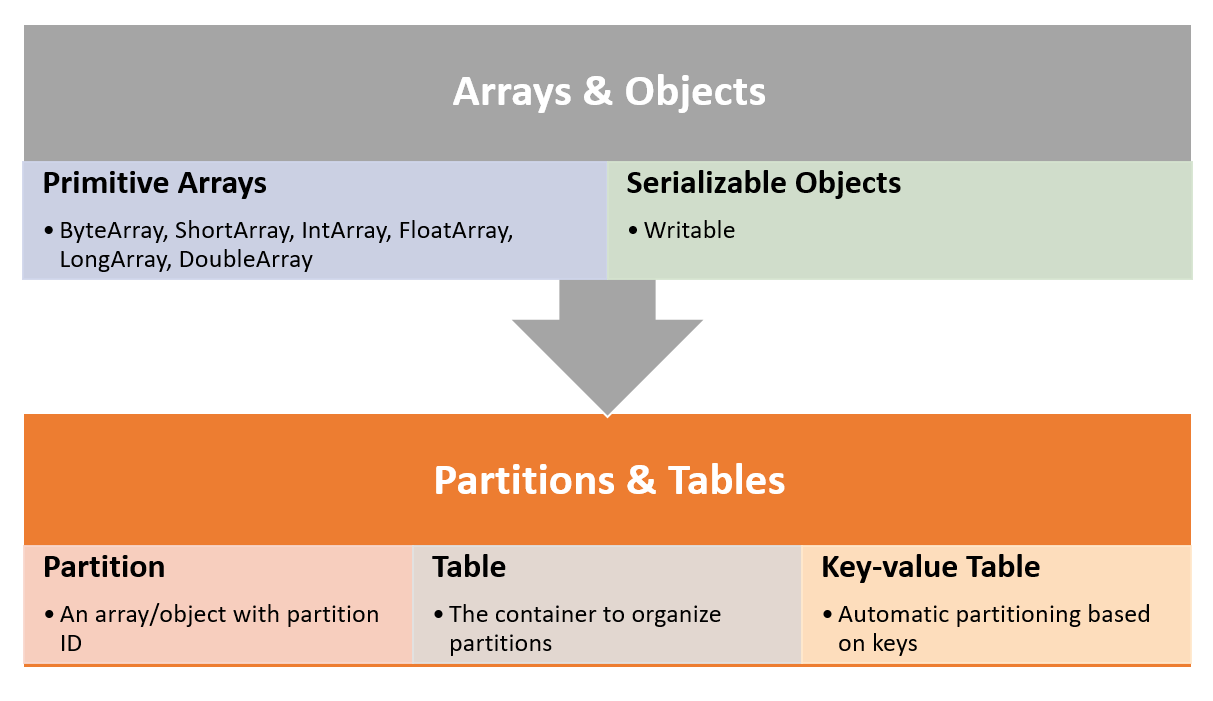 Arrays & Objects
Primitive Arrays
• ByteArray, ShortArray, IntArray, FloatArray,
LongArray, DoubleArray
Serializable Objects
• Writable
Partitions & Tables
Partition
• An array/object with partition
ID
Table
• The container to organize
partitions
Key-value Table
• Automatic partitioning based
on keys